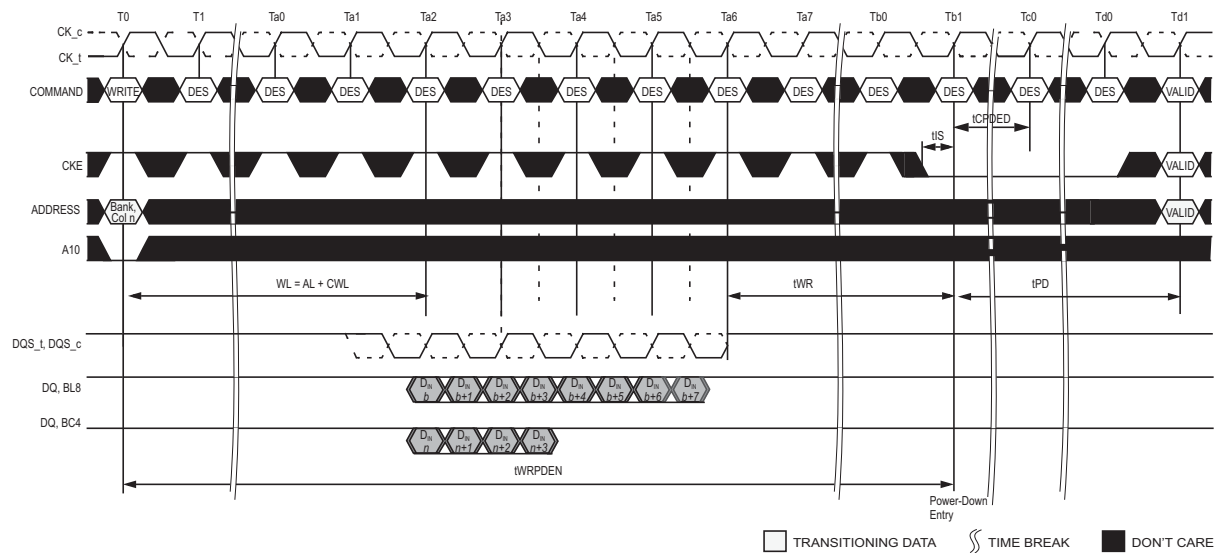 T0 T1 Ta0 Ta1 Ta2 Ta3 Ta4 Ta5 Ta6 Ta7 Tb0 Tb1 Tc0 Td0 Td1
CK_c
CK_t
COMMAND WRITE DES DES DES DES DES DES DES DES DES DES DES DES DES VALID
tCPDED
tIS
CKE VALID
ADDRESS Bank, Col n VALID
A10
WL = AL + CWL tWR tPD
DQS_t, DQS_c
DQ, BL8 DIN b DIN b+1 DIN b+2 DIN b+3 DIN b+4 DIN b+5 DIN b+6 DIN b+7
DQ, BC4 DIN n DIN n+1 DIN n+2 DIN n+3
tWRPDEN
Power-Down
Entry
TRANSITIONING DATA TIME BREAK DON'T CARE